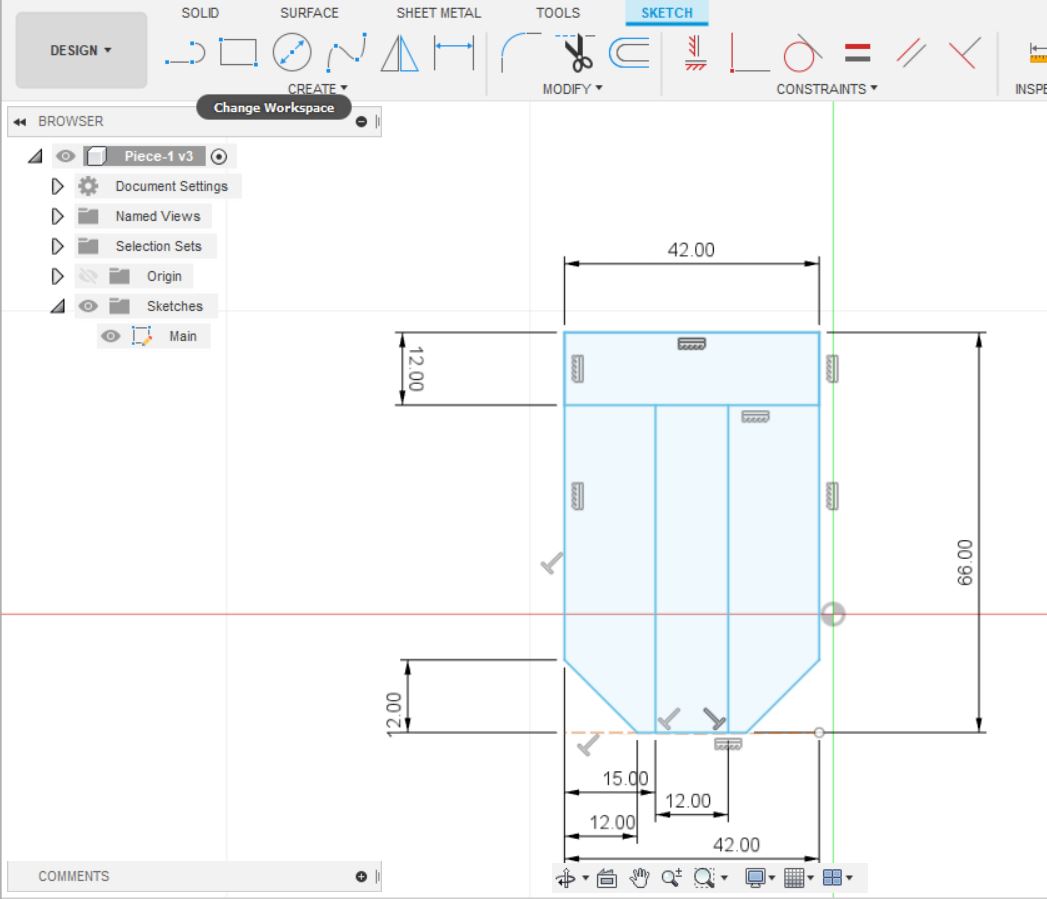 SOLID SURFACE SHEET METAL TOOLS SKETCH
DESIGN
CREATE MODIFY CONSTRAINTS INSPE
Change Workspace
BROWSER
Piece-1 v3
Document Settings
Named Views
Selection Sets
Origin
Sketches
Main
42.00
12.00
66.00
12.00
15.00
12.00
12.00
42.00
COMMENTS